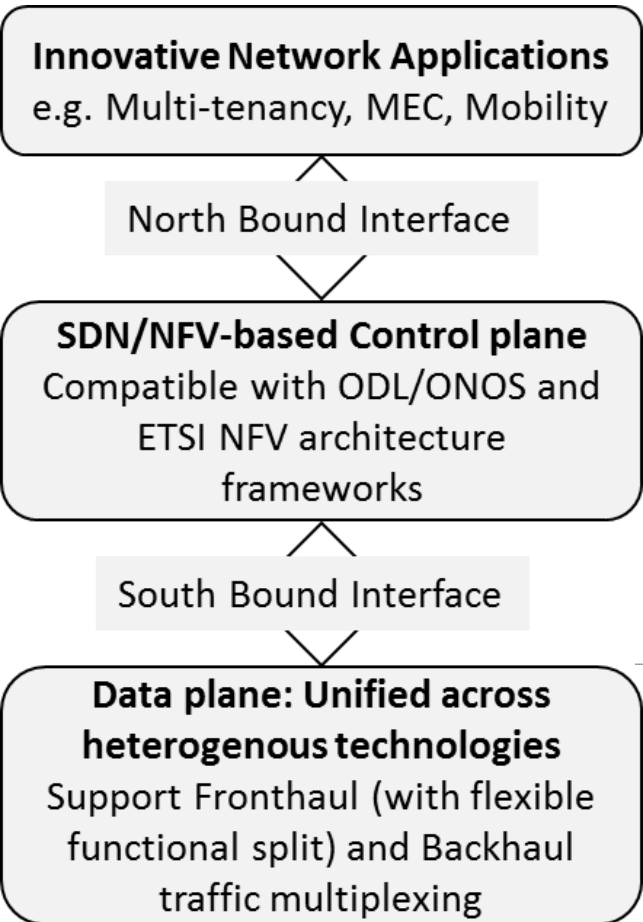 Innovative Network Applications
e.g. Multi-tenancy, MEC, Mobility
North Bound Interface
SDN/NFV-based Control plane
Compatible with ODL/ONOS and
ETSI NFV architecture
frameworks
South Bound Interface
Data plane: Unified across
heterogenous technologies
Support Fronthaul (with flexible
functional split) and Backhaul
traffic multiplexing